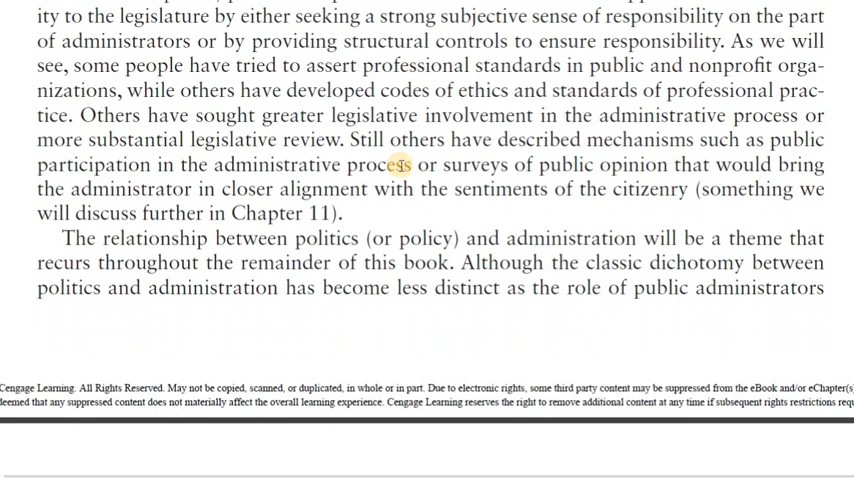 ity to the legislature by either seeking a strong subjective sense of responsibility on the part
of administrators or by providing structural controls to ensure responsibility. As we will
see, some people have tried to assert professional standards in public and nonprofit orga-
nizations, while others have developed codes of ethics and standards of professional prac-
tice. Others have sought greater legislative involvement in the administrative process or
more substantial legislative review. Still others have described mechanisms such as public
participation in the administrative process or surveys of public opinion that would bring
the administrator in closer alignment with the sentiments of the citizenry (something we
will discuss further in Chapter 11).
The relationship between politics (or policy) and administration will be a theme that
recurs throughout the remainder of this book. Although the classic dichotomy between
politics and administration has become less distinct as the role of public administrators
Cengage Learning. All Rights Reserved. May not be copied, scanned, or duplicated, in whole or in part. Due to electronic rights, some third party content may be suppressed from the eBook and/or eChapter(s)
deemed that any suppressed content does not materially affect the overall learning experience. Cengage Learning reserves the right to remove additional content at any time if subsequent rights restrictions requ